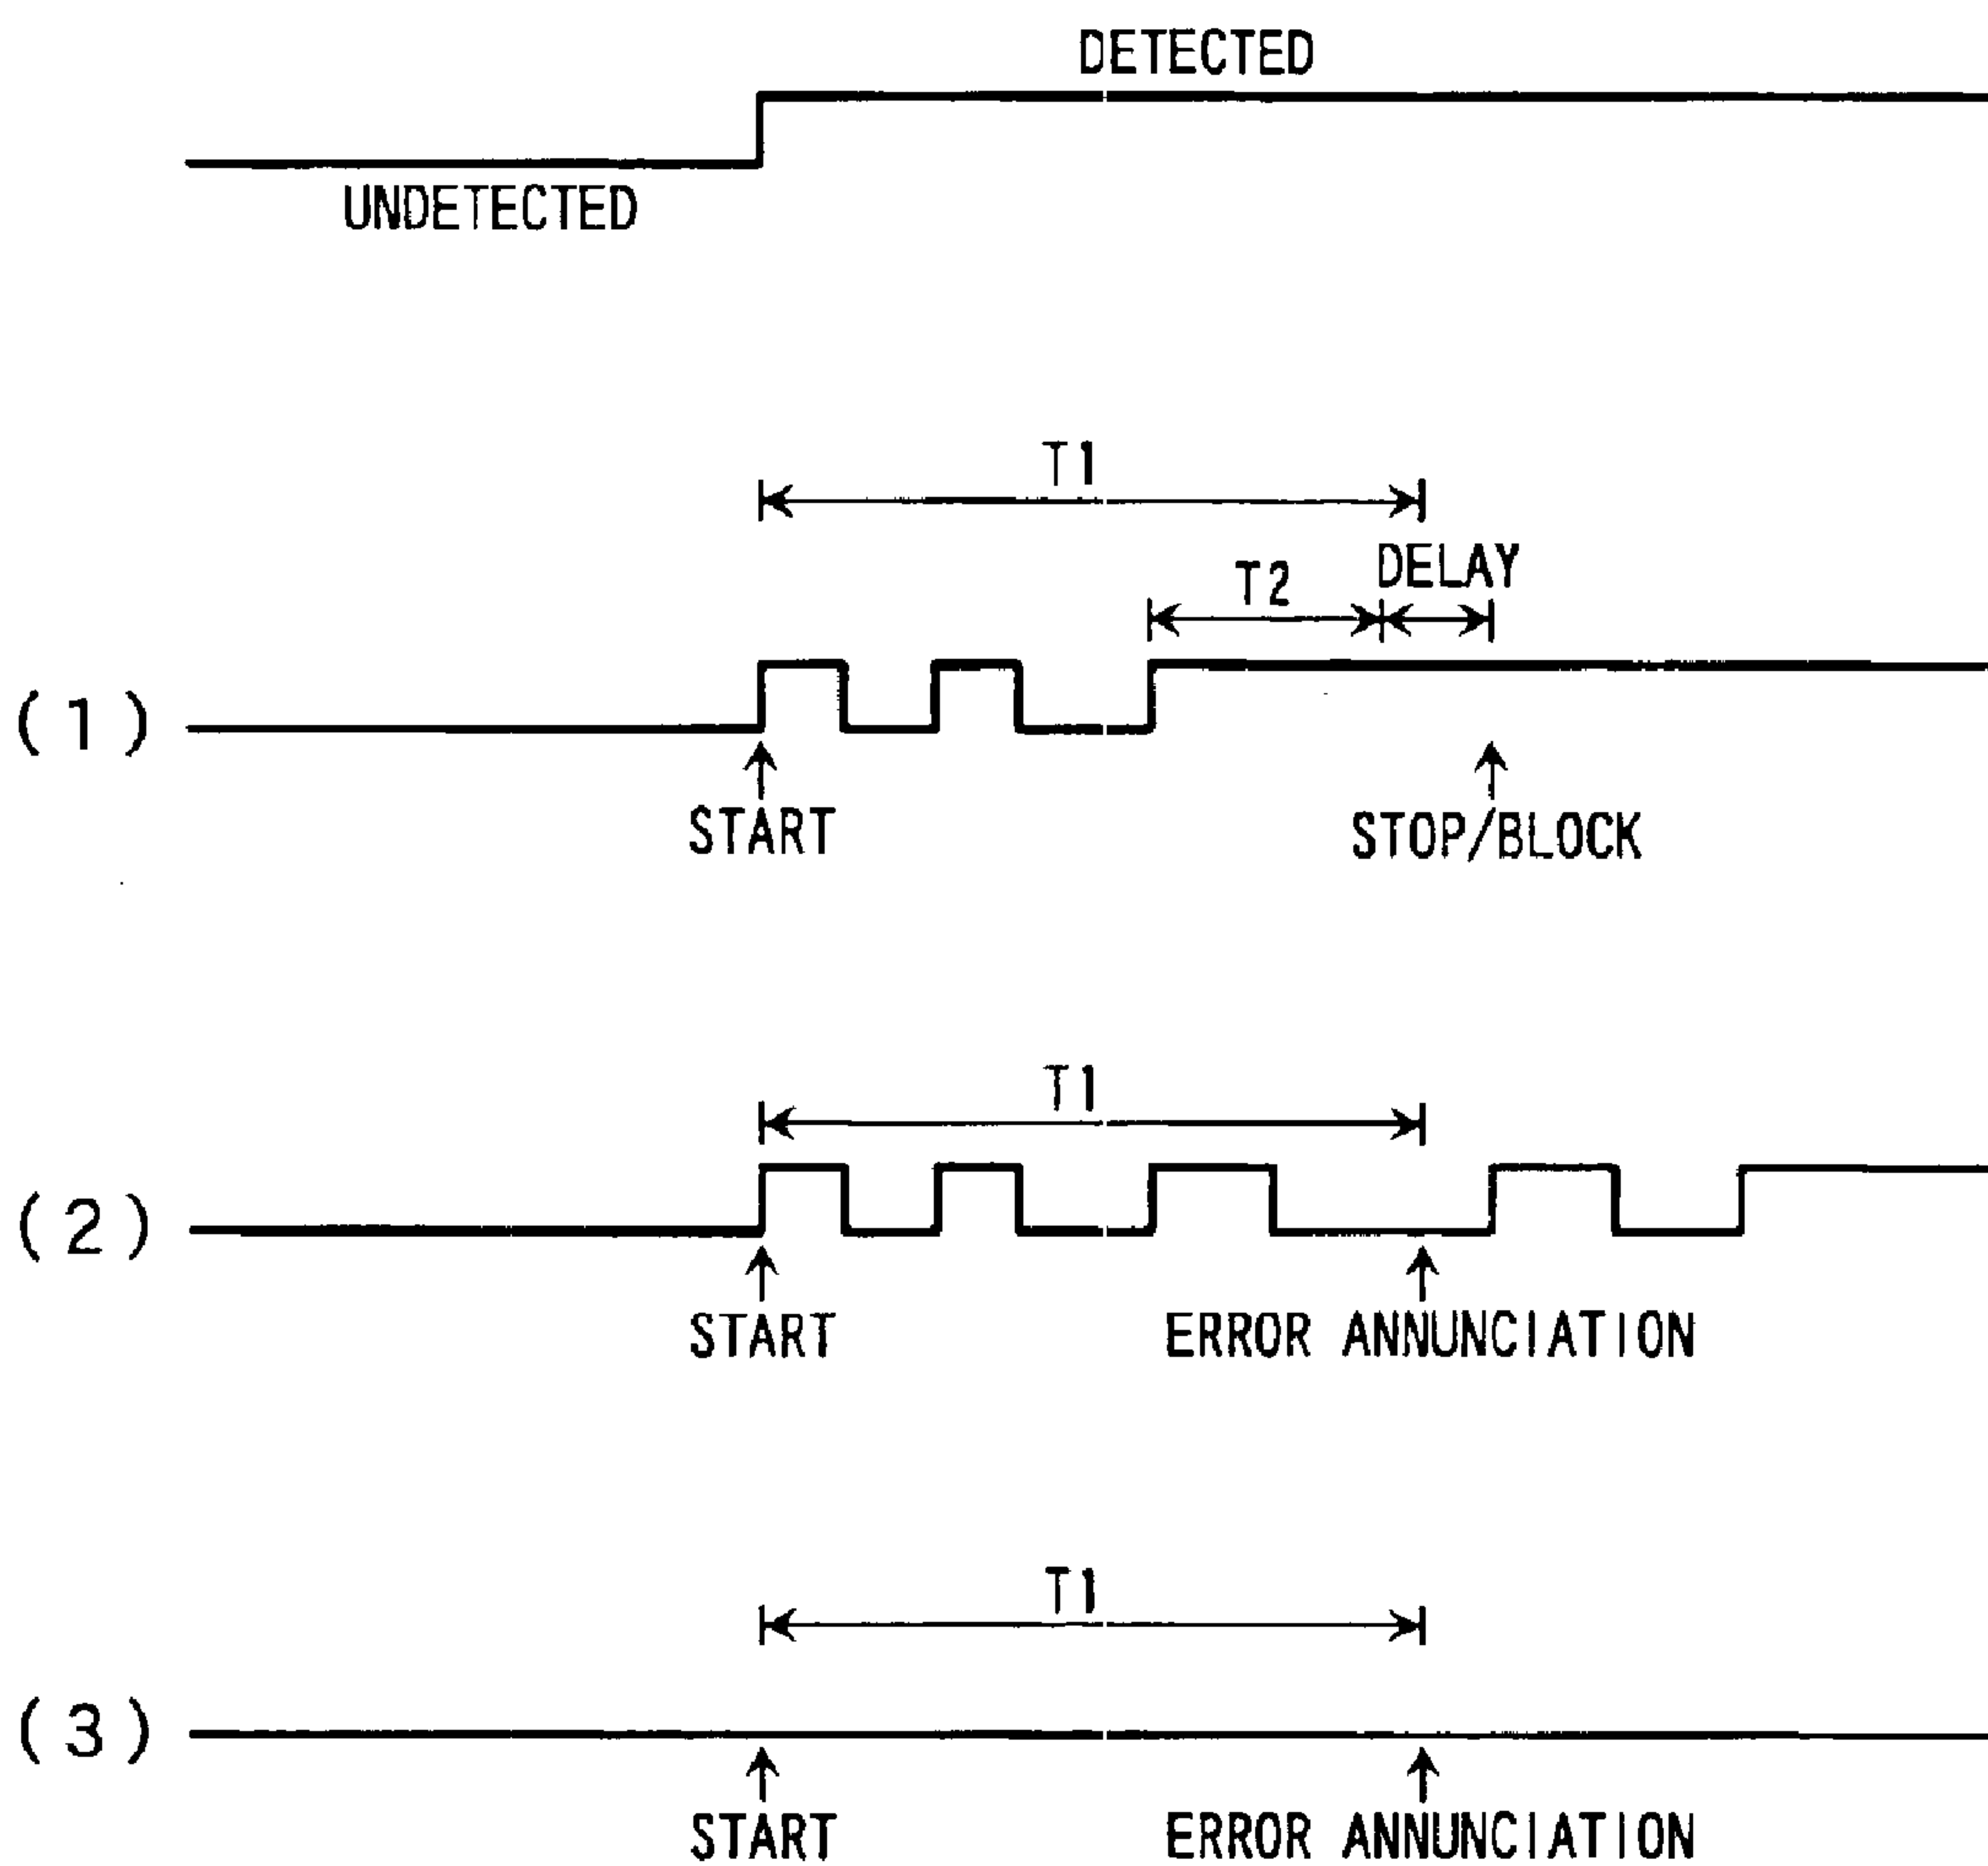 DETECTED
UNDETECTED
T1
DELAY
T2
(1)
START
STOP/BLOCK
T1
(2)
START
ERROR ANNUNCIATION
T1
(3)
START
ERROR ANNUNCIATION